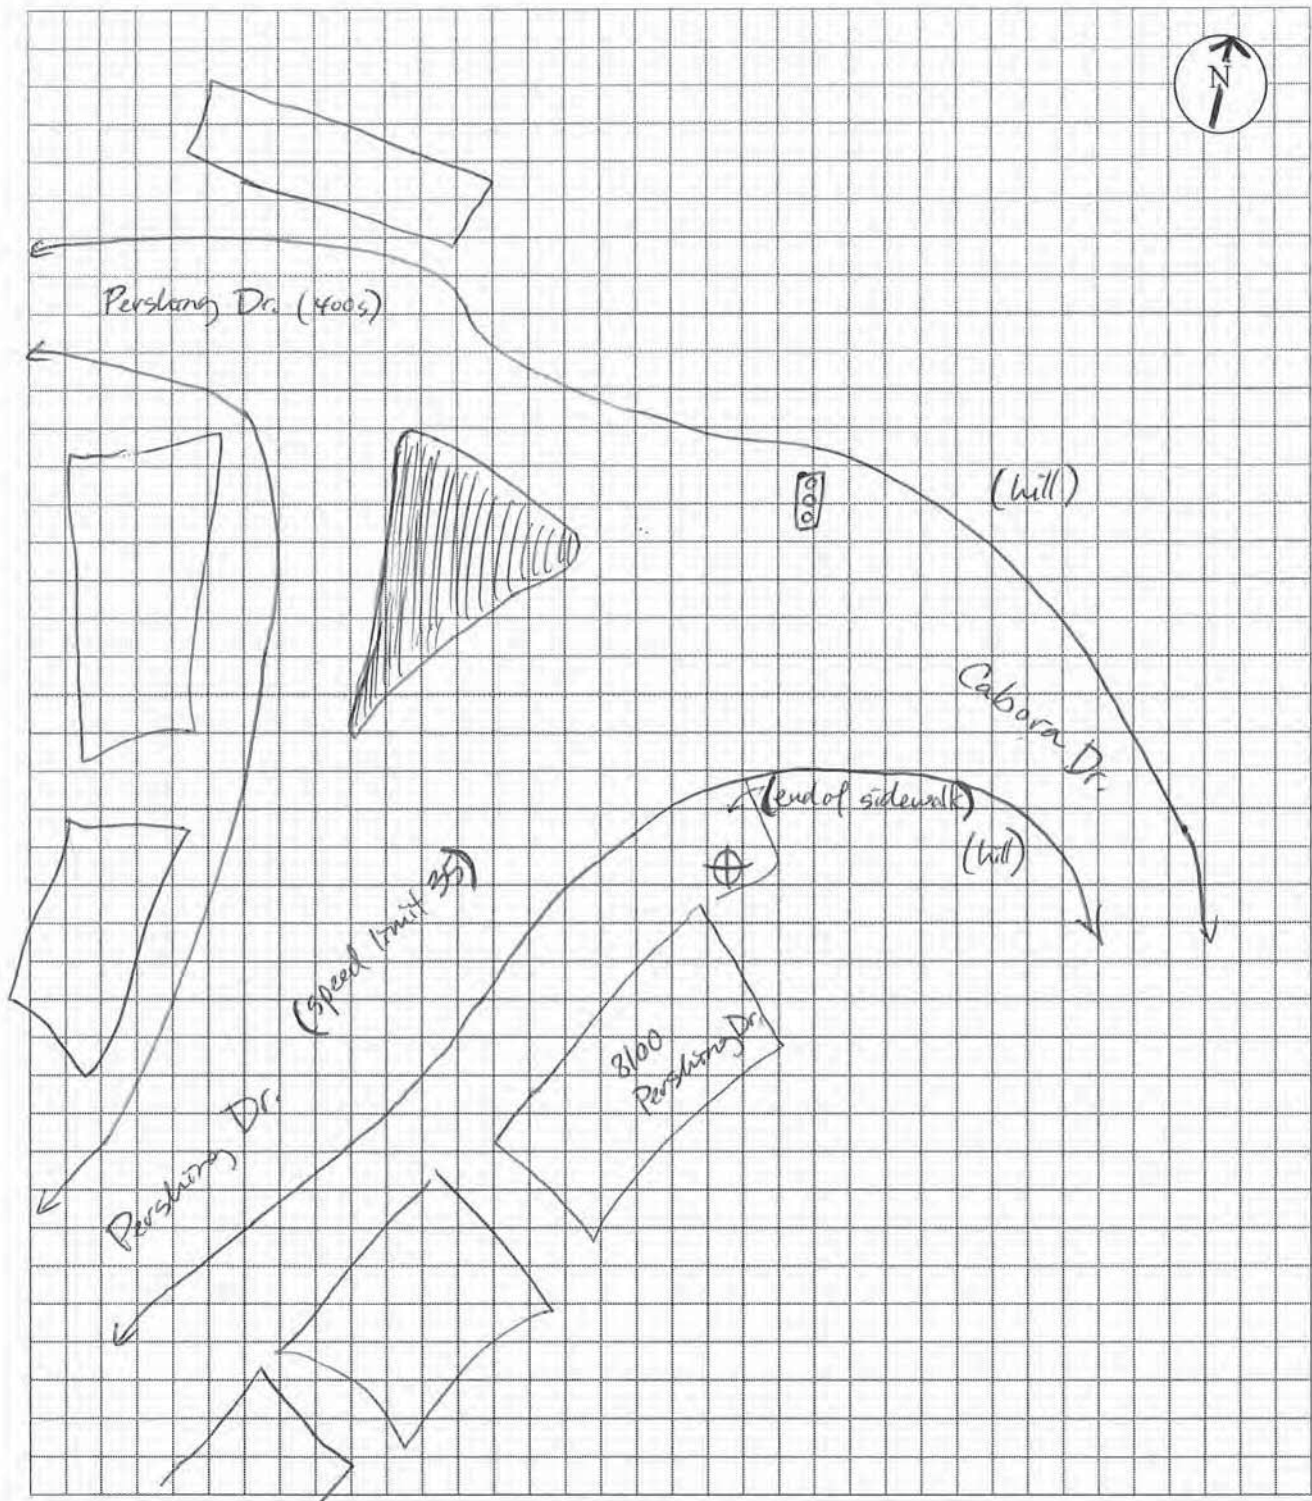 N
Pershing Dr. (400s)
(hill)
Cabora Dr.
(end of sidewalk)
(hill)
(speed limit 35)
8100
Pershing Dr.
Pershing Dr.